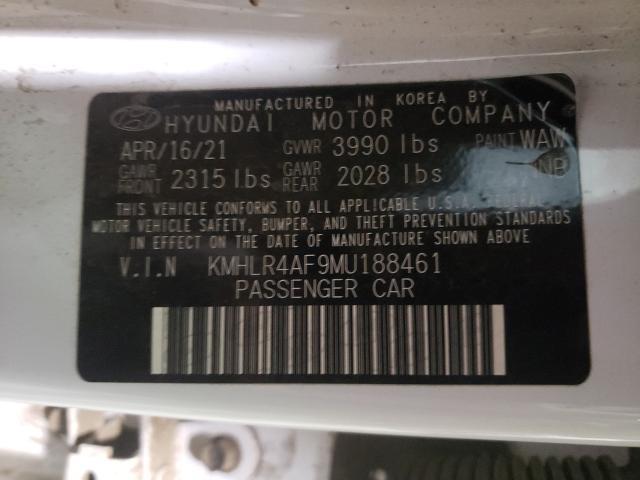 MANUFACTURED IN KOREA BY
HYUNDAI MOTOR COMPANY
APR/16/21 GVWR 3990 lbs PAINT WAW
GAWR FRONT 2315 lbs GAWR REAR 2028 lbs NB
THIS VEHICLE CONFORMS TO ALL APPLICABLE U.S.A. FEDERAL
MOTOR VEHICLE SAFETY, BUMPER, AND THEFT PREVENTION STANDARDS
IN EFFECT ON THE DATE OF MANUFACTURE SHOWN ABOVE
V.I.N KMHLR4AF9MU188461
PASSENGER CAR